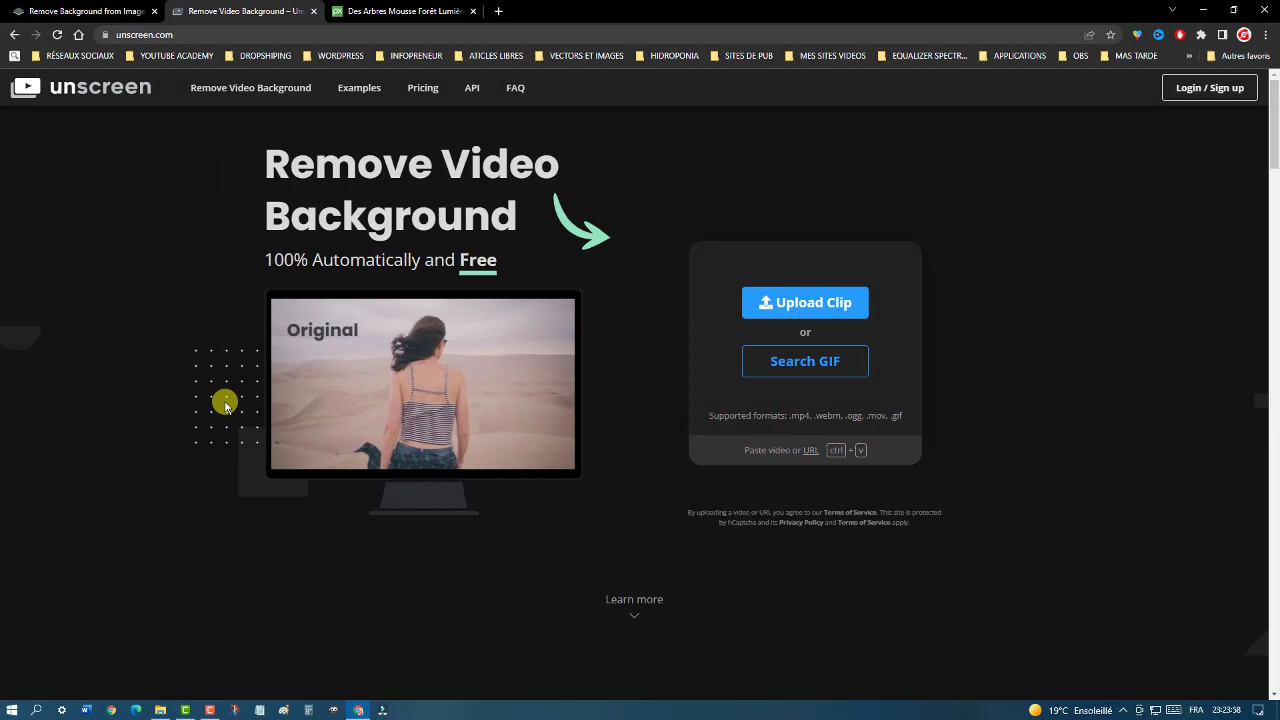 Remove Background from Imag
Remove Video Background – Uns
Des Arbres Mousse Forêt Lumièr
unscreen.com
RÉSEAUX SOCIAUX
YOUTUBE ACADEMY
DROPSHIPING
WORDPRESS
INFOPRENEUR
ATICLES LIBRES
VECTORS ET IMAGES
HIDROPONIA
SITES DE PUB
MES SITES VIDEOS
EQUALIZER SPECTR...
APPLICATIONS
OBS
MAS TARDE
»
Autres favoris
unscreen
Remove Video Background
Examples
Pricing
API
FAQ
Login / Sign up
Remove Video
Background
100% Automatically and Free
Original
Upload Clip
or
Search GIF
Supported formats: .mp4, .webm, .ogg, .mov, .gif
Paste video or URL ctrl + v
By uploading a video or URL you agree to our Terms of Service. This site is protected
by hCaptcha and its Privacy Policy and Terms of Service apply.
Learn more
19°C Ensoleillé
FR
23:23:58